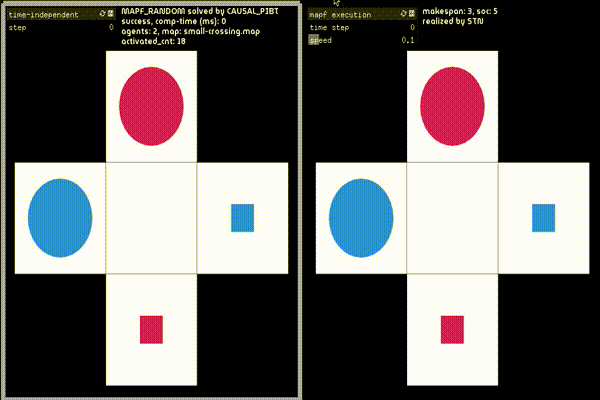 time-independent
step 0
MAPF_RANDOM solved by CAUSAL_PIBT
success, comp-time (ms): 0
agents: 2, map: small-crossing.map
activated_cnt: 18
mapf execution
time step 0
speed 0.1
makespan: 3, soc: 5
realized by STN